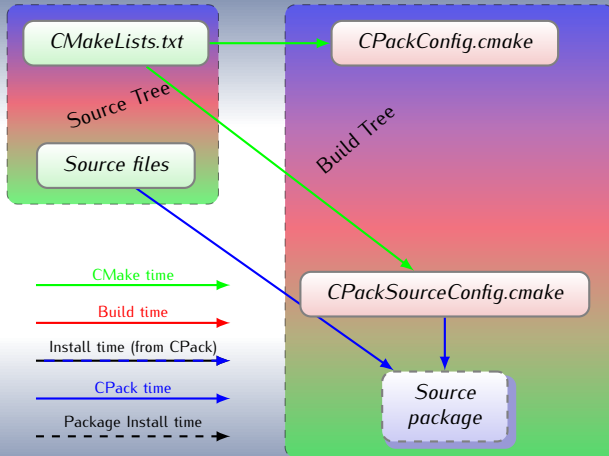 CMakeLists.txt
CPackConfig.cmake
Source Tree
Build Tree
Source files
CPackSourceConfig.cmake
CMake time
Build time
Install time (from CPack)
CPack time
Package Install time
Source
package